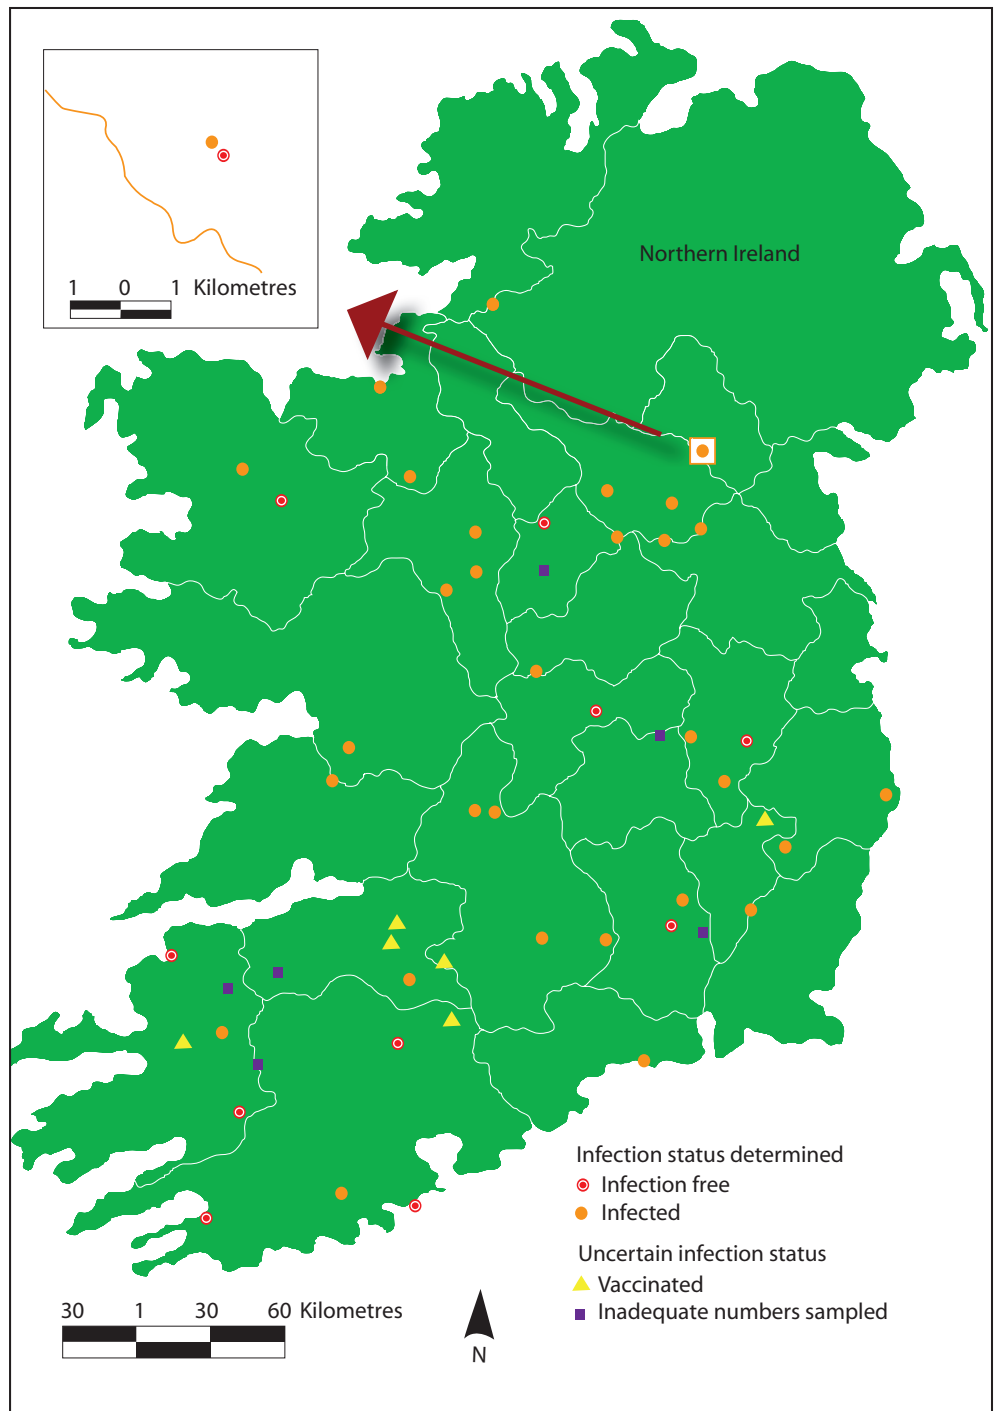 1 0 1 Kilometres
Northern Ireland
Infection status determined
Infection free
Infected
Uncertain infection status
Vaccinated
Inadequate numbers sampled
30 1 30 60 Kilometres
N